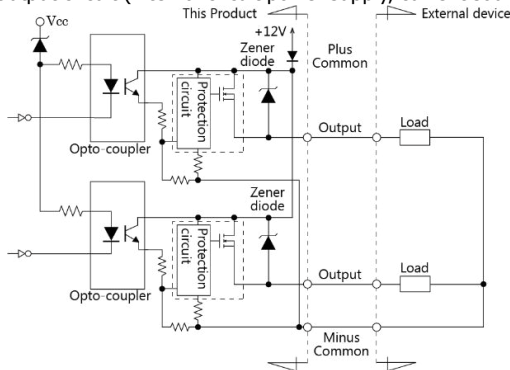 This Product
External device
Vcc
+12V
Zener
diode
Plus
Common
Protection
circuit
Output
Load
Opto-coupler
Zener
diode
Protection
circuit
Output
Load
Opto-coupler
Minus
Common